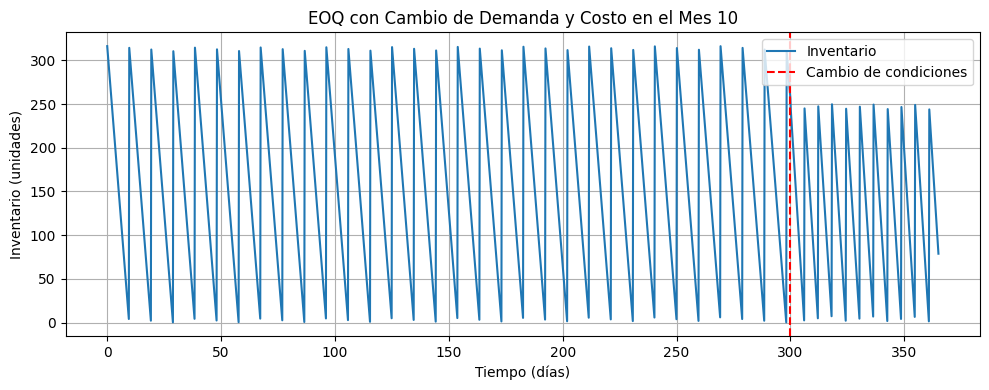 EOQ con Cambio de Demanda y Costo en el Mes 10
Inventario
Cambio de condiciones
Inventario (unidades)
300
250
200
150
100
50
0
0 50 100 150 200 250 300 350
Tiempo (días)